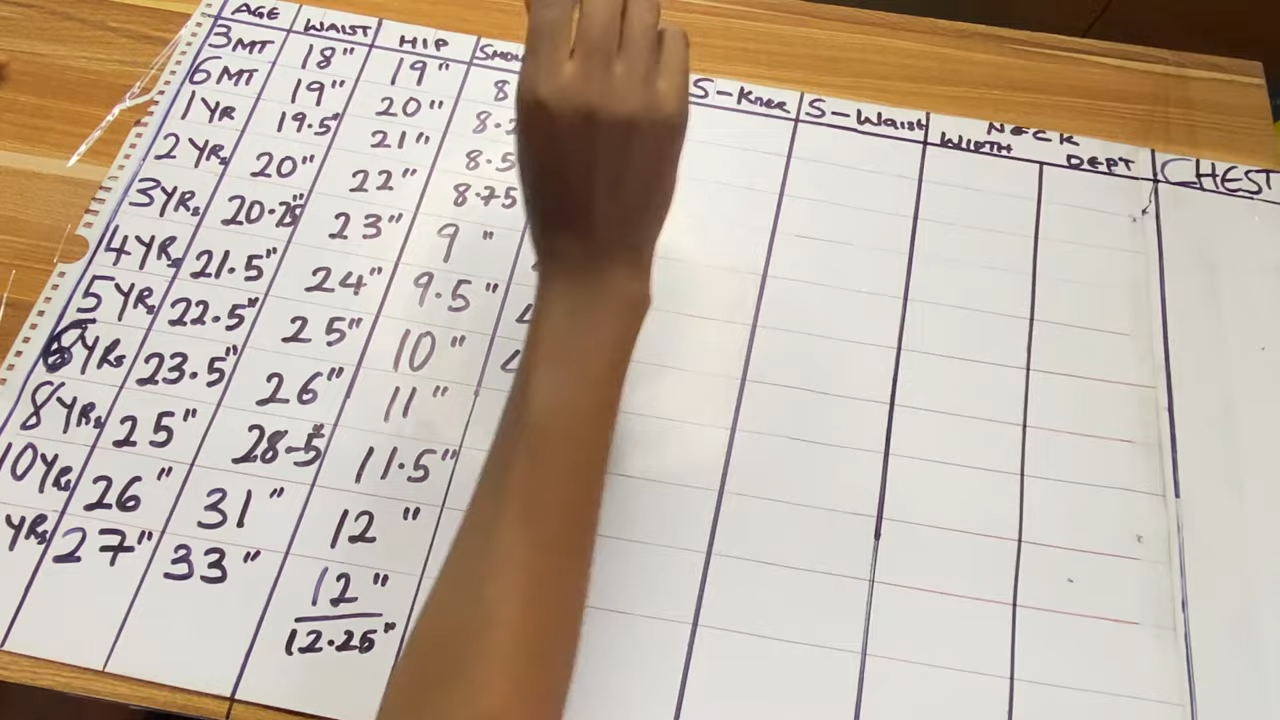 AGE WAIST HIP S-Knee S-Waist NECK CHEST
WIDTH DEPT
3MT 18" 19" 8
6MT 19" 20" 8.2
1YR 19.5" 21" 8.5
2YRs 20" 22" 8.75
3YRs 20.25" 23" 9"
4YRs 21.5" 24" 9.5"
5YRs 22.5" 25" 10"
6YRs 23.5" 26" 11"
8YRs 25" 28-5" 11.5"
10YRs 26" 31" 12"
YRs 27" 33" 12"
12.25"